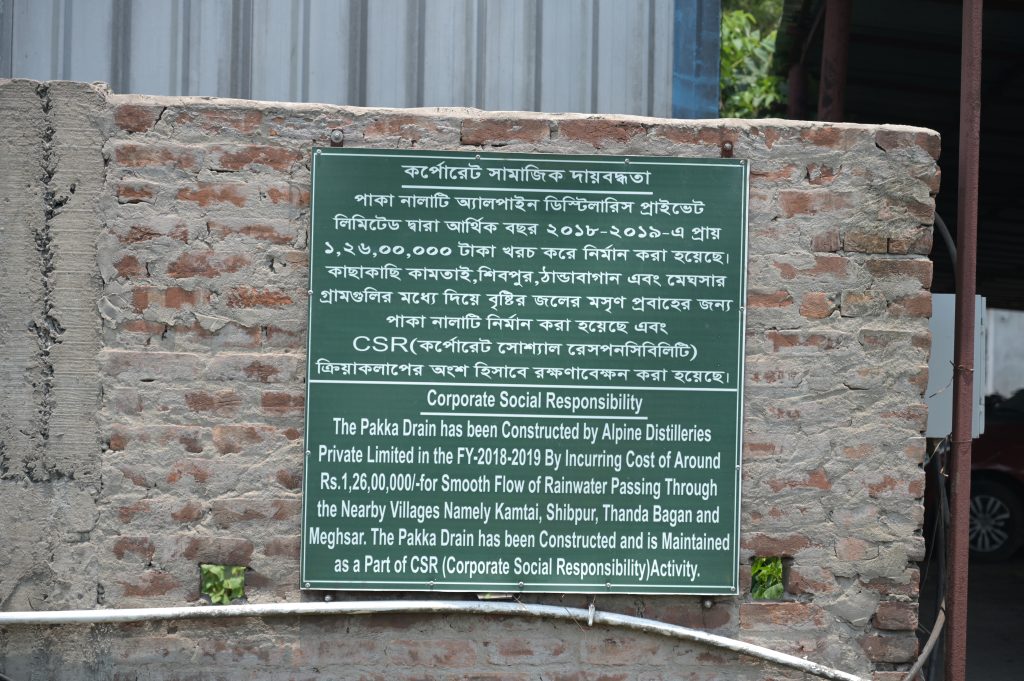 কর্পোরেট সামাজিক দায়বদ্ধতা
পাকা নালাটি অ্যালপাইন ডিস্টিলারিস প্রাইভেট
লিমিটেড দ্বারা আর্থিক বছর ২০১৮-২০১৯-এ প্রায়
১,২৬,০০,০০০ টাকা খরচ করে নির্মান করা হয়েছে।
কাছাকাছি কামতাই,শিবপুর,ঠান্ডাবাগান এবং মেঘসার
গ্রামগুলির মধ্যে দিয়ে বৃষ্টির জলের মসৃণ প্রবাহের জন্য
পাকা নালাটি নির্মান করা হয়েছে এবং
CSR(কর্পোরেট সোশ্যাল রেসপনসিবিলিটি)
ক্রিয়াকলাপের অংশ হিসাবে রক্ষণাবেক্ষন করা হয়েছে।
Corporate Social Responsibility
The Pakka Drain has been Constructed by Alpine Distilleries
Private Limited in the FY-2018-2019 By Incurring Cost of Around
Rs.1,26,00,000/-for Smooth Flow of Rainwater Passing Through
the Nearby Villages Namely Kamtai, Shibpur, Thanda Bagan and
Meghsar. The Pakka Drain has been Constructed and is Maintained
as a Part of CSR (Corporate Social Responsibility)Activity.